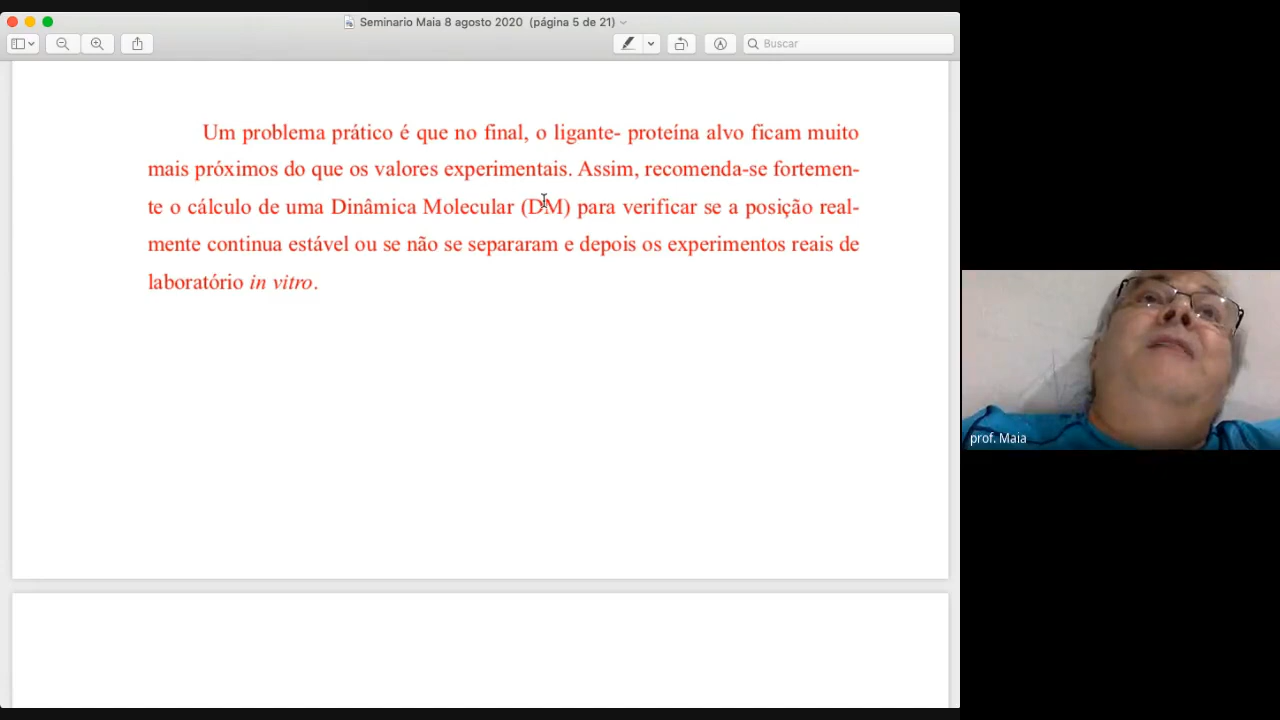 Seminario Maia 8 agosto 2020 (página 5 de 21)
Buscar
Um problema prático é que no final, o ligante- proteína alvo ficam muito
mais próximos do que os valores experimentais. Assim, recomenda-se fortemen-
te o cálculo de uma Dinâmica Molecular (DM) para verificar se a posição real-
mente continua estável ou se não se separaram e depois os experimentos reais de
laboratório in vitro.
prof. Maia